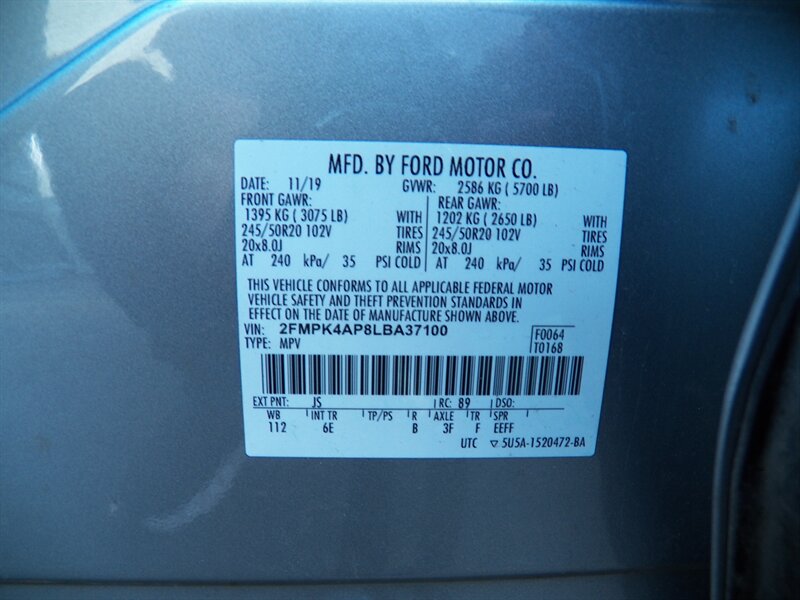 MFD. BY FORD MOTOR CO.
DATE: 11/19 GVWR: 2586 KG ( 5700 LB)
FRONT GAWR: REAR GAWR:
1395 KG ( 3075 LB) WITH 1202 KG ( 2650 LB) WITH
245/50R20 102V TIRES 245/50R20 102V TIRES
20x8.0J RIMS 20x8.0J RIMS
AT 240 kPa/ 35 PSI COLD AT 240 kPa/ 35 PSI COLD
THIS VEHICLE CONFORMS TO ALL APPLICABLE FEDERAL MOTOR
VEHICLE SAFETY AND THEFT PREVENTION STANDARDS IN
EFFECT ON THE DATE OF MANUFACTURE SHOWN ABOVE.
VIN: 2FMPK4AP8LBA37100 F0064
TYPE: MPV T0168
EXT PNT: JS RC: 89 DSO:
WB INT TR TP/PS R AXLE TR SPR
112 6E B 3F F EEFF
UTC ▽ 5U5A-1520472-BA